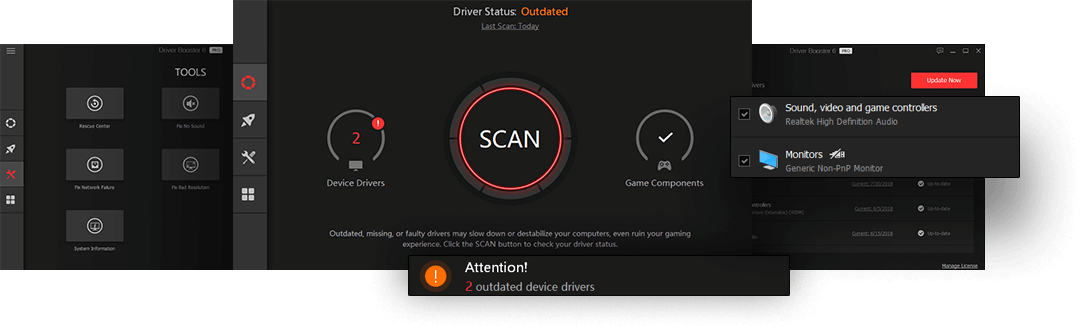 Driver Booster 6 PRO
TOOLS
Rescue Center
Fix No Sound
Fix Network Failure
Fix Bad Resolution
System Information
Driver Status: Outdated
Last Scan: Today
2
Device Drivers
SCAN
Game Components
Outdated, missing, or faulty drivers may slow down or destabilize your computers, even ruin your gaming
experience. Click the SCAN button to check your driver status.
Attention!
2 outdated device drivers
Driver Booster 6 PRO
Update Now
Sound, video and game controllers
Realtek High Definition Audio
Monitors
Generic Non-PnP Monitor
Current: 7/20/2018 Up-to-date
Current: 6/5/2018 Up-to-date
Current: 6/15/2018 Up-to-date
Manage License